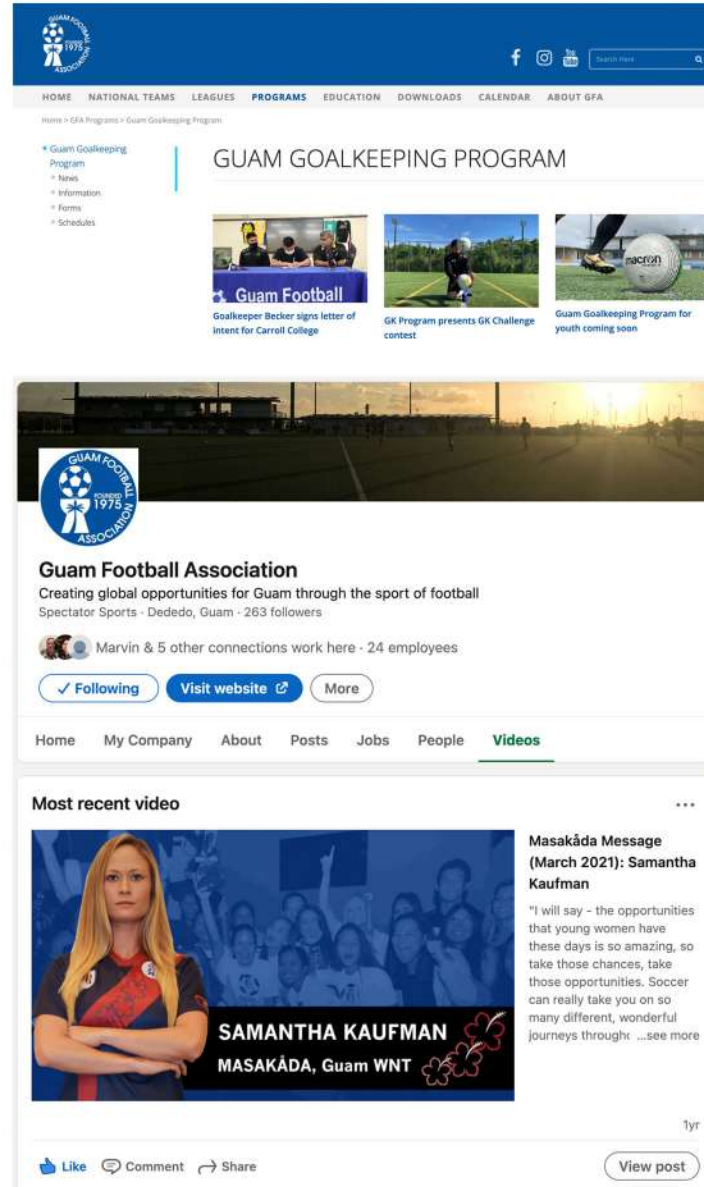 GUAM FOOTBALL
1975
ASSOCIATION
You
Tube
Search Here
HOME NATIONAL TEAMS LEAGUES PROGRAMS EDUCATION DOWNLOADS CALENDAR ABOUT GFA
Home > GFA Programs > Guam Goalkeeping Program
Guam Goalkeeping
Program
News
Information
Forms
Schedules
GUAM GOALKEEPING PROGRAM
Guam Football
macron
Goalkeeper Becker signs letter of
intent for Carroll College
GK Program presents GK Challenge
contest
Guam Goalkeeping Program for
youth coming soon
GUAM FOOTBALL
FOUNDED
1975
ASSOCIATION
Guam Football Association
Creating global opportunities for Guam through the sport of football
Spectator Sports · Dededo, Guam · 263 followers
Marvin & 5 other connections work here · 24 employees
✓ Following Visit website More
Home My Company About Posts Jobs People Videos
Most recent video ...
SAMANTHA KAUFMAN
MASAKÅDA, Guam WNT
Masakåda Message
(March 2021): Samantha
Kaufman
"I will say - the opportunities
that young women have
these days is so amazing, so
take those chances, take
those opportunities. Soccer
can really take you on so
many different, wonderful
journeys ...see more
1yr
Like Comment Share View post